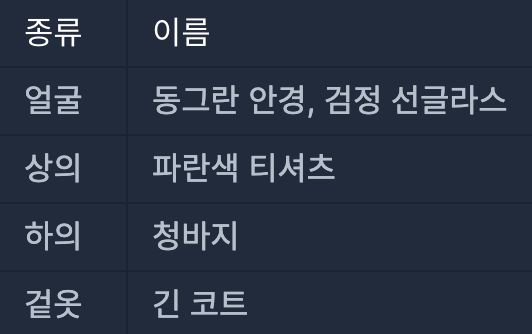 종류 이름
얼굴 동그란 안경, 검정 선글라스
상의 파란색 티셔츠
하의 청바지
겉옷 긴 코트